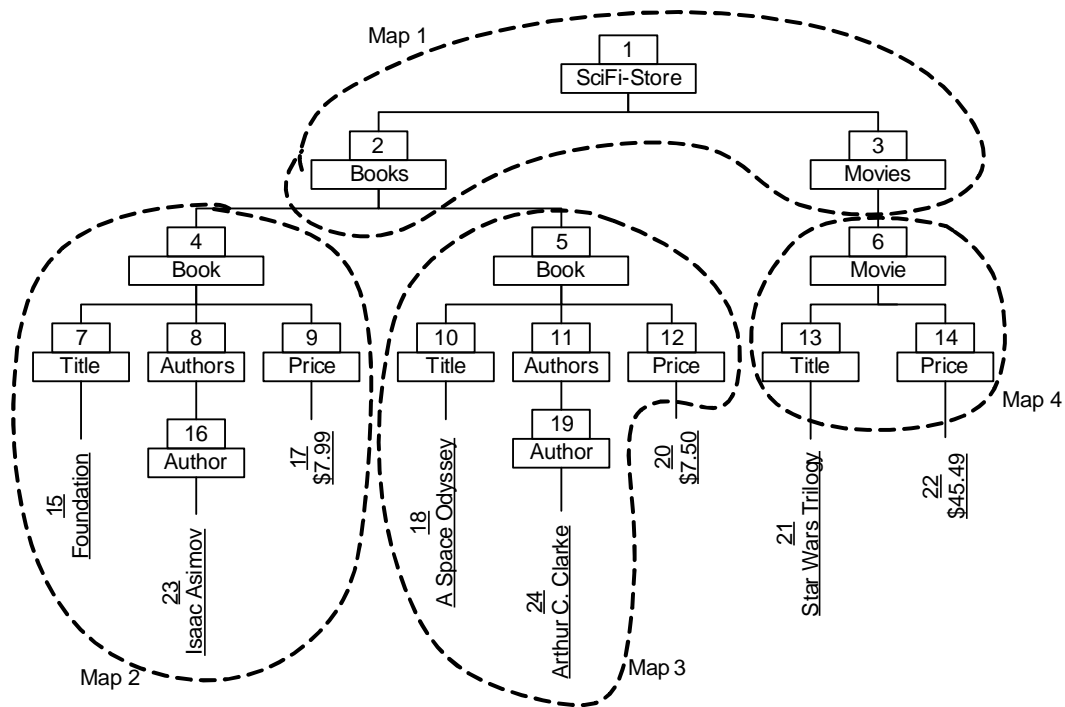 Map 1
1
SciFi-Store
2
Books
3
Movies
4
Book
5
Book
6
Movie
7
Title
8
Authors
9
Price
10
Title
11
Authors
12
Price
13
Title
14
Price
Map 4
15
Foundation
16
Author
17
$7.99
18
A Space Odyssey
19
Author
20
$7.50
21
Star Wars Trilogy
22
$45.49
23
Isaac Asimov
24
Arthur C. Clarke
Map 2
Map 3